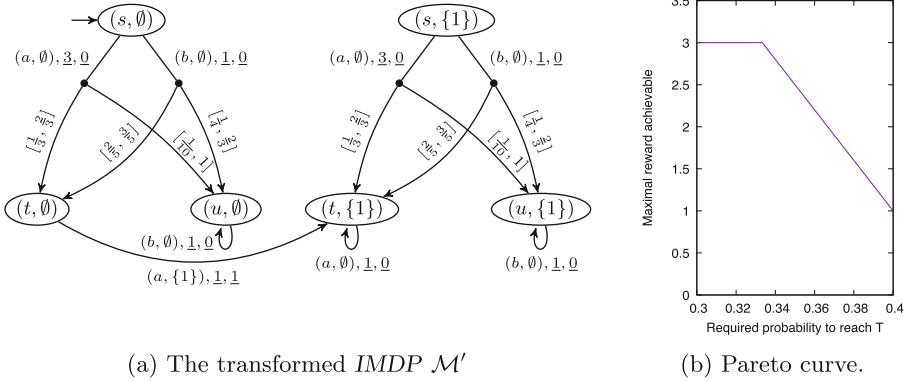 (s, ∅)
(s, {1})
(a, ∅), 3, 0
(b, ∅), 1, 0
(a, ∅), 3, 0
(b, ∅), 1, 0
[1/3, 2/3]
[2/5, 3/5]
[1/10, 1]
[1/4, 2/3]
[1/3, 2/3]
[2/5, 3/5]
[1/10, 1]
[1/4, 2/3]
(t, ∅)
(u, ∅)
(t, {1})
(u, {1})
(b, ∅), 1, 0
(a, {1}), 1, 1
(a, ∅), 1, 0
(b, ∅), 1, 0
(a) The transformed IMDP M′
Maximal reward achievable
3.5
3
2.5
2
1.5
1
0.5
0
0.3 0.32 0.34 0.36 0.38 0.4
Required probability to reach T
(b) Pareto curve.